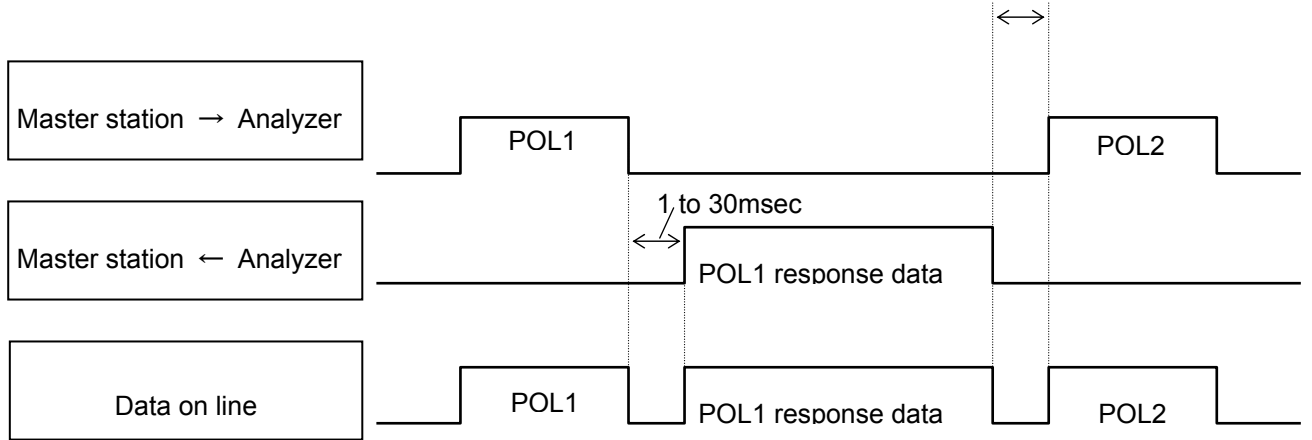 Master station → Analyzer
POL1
POL2
1 to 30msec
Master station ← Analyzer
POL1 response data
Data on line
POL1
POL1 response data
POL2